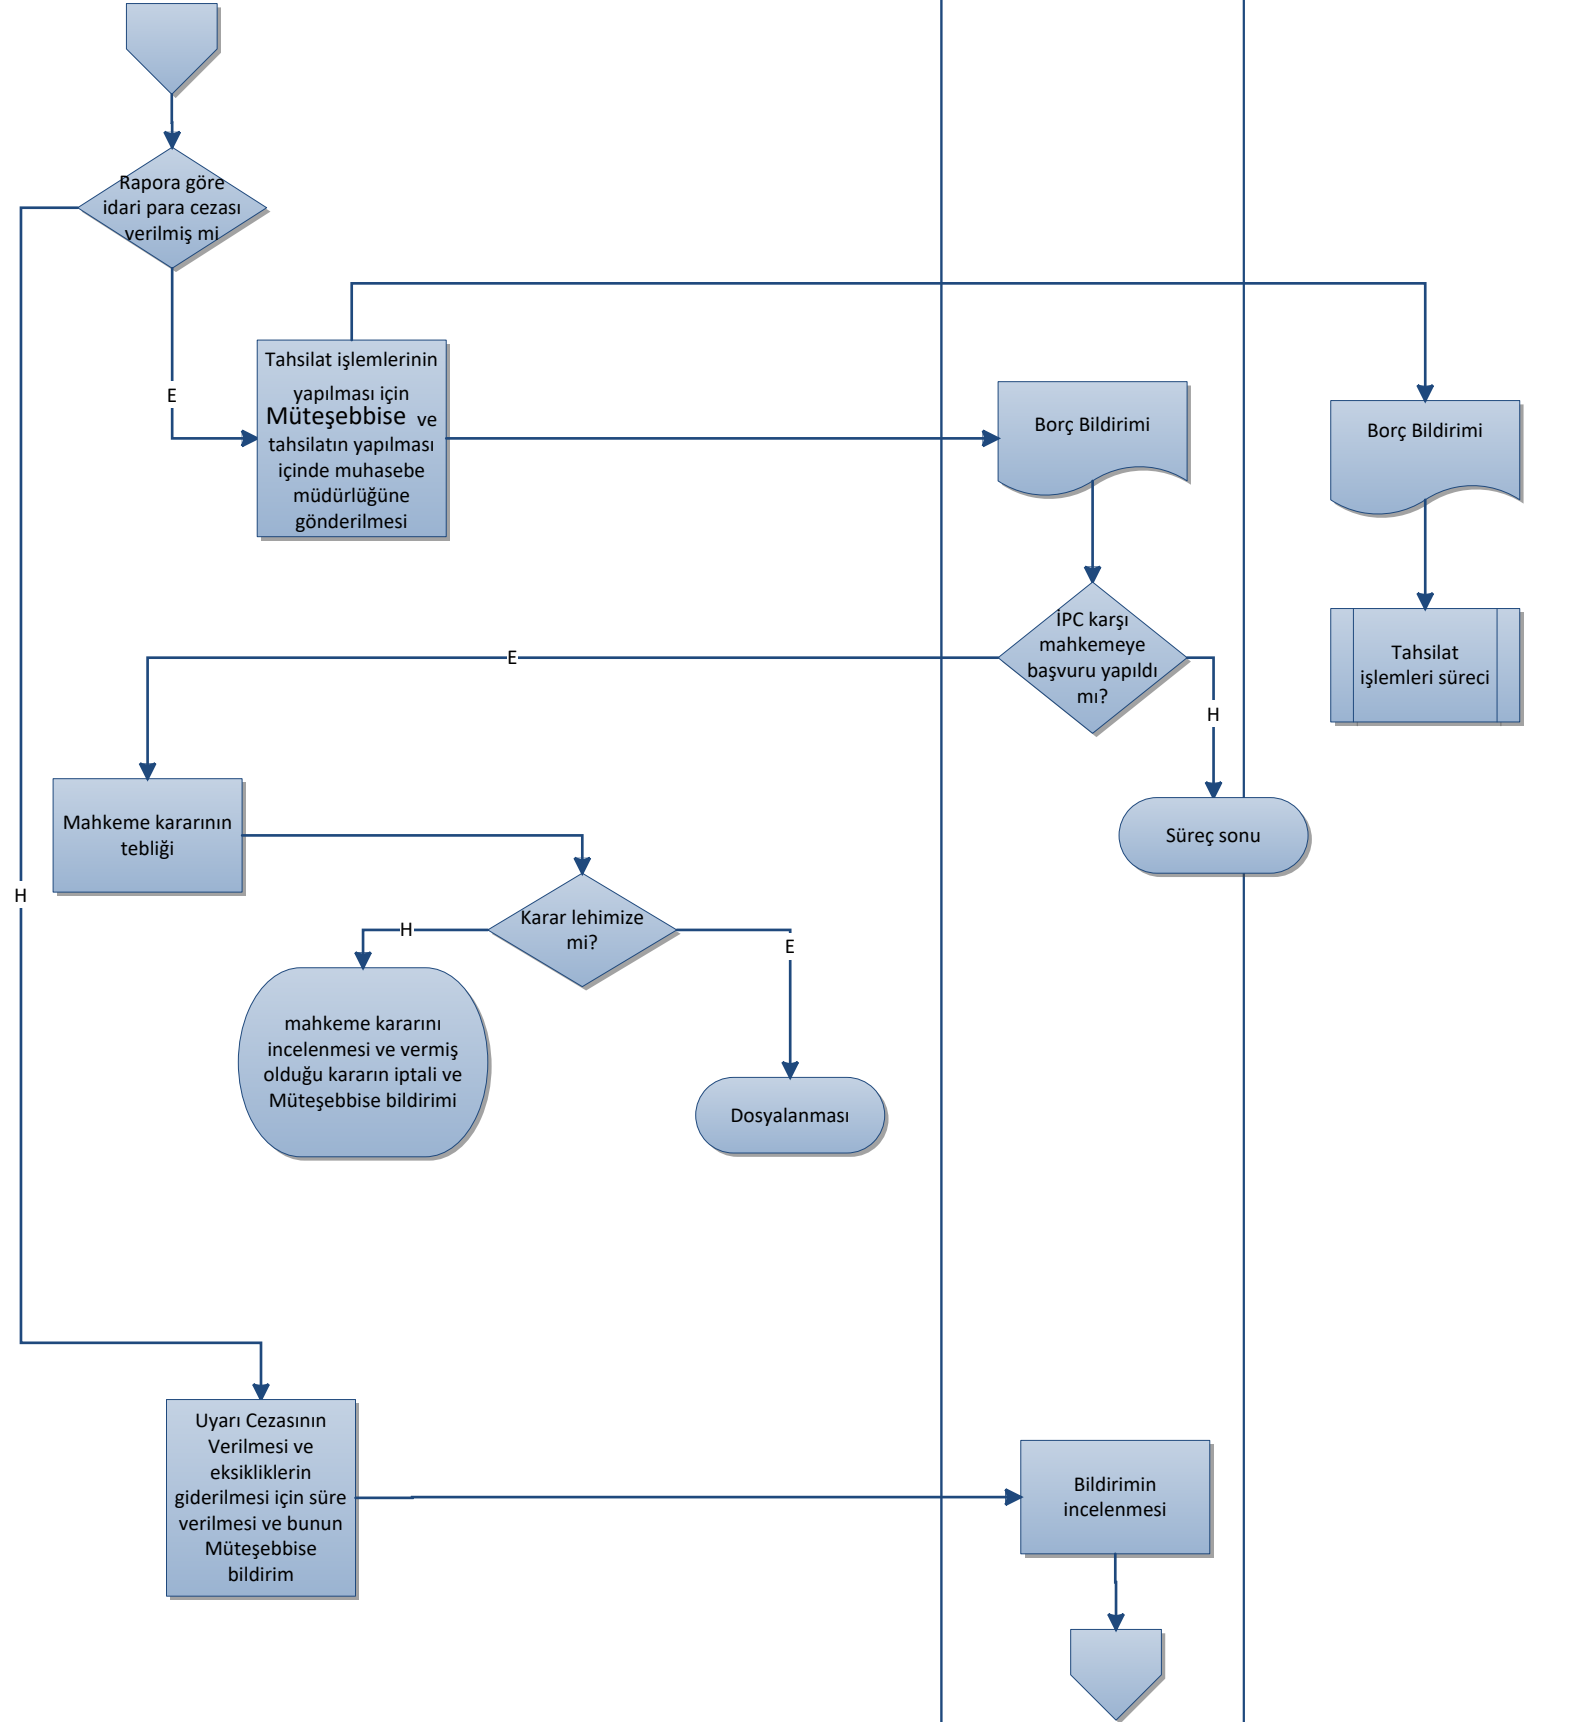 Rapora göre
idari para cezası
verilmiş mi
E
Tahsilat işlemlerinin
yapılması için
Müteşebbise ve
tahsilatın yapılması
içinde muhasebe
müdürlüğüne
gönderilmesi
Borç Bildirimi
Borç Bildirimi
İPC karşı
mahkemeye
başvuru yapıldı
mı?
E
H
Tahsilat
işlemleri süreci
Mahkeme kararının
tebliği
Süreç sonu
H
Karar lehimize
mi?
H
E
mahkeme kararını
incelenmesi ve vermiş
olduğu kararın iptali ve
Müteşebbise bildirimi
Dosyalanması
Uyarı Cezasının
Verilmesi ve
eksikliklerin
giderilmesi için süre
verilmesi ve bunun
Müteşebbise
bildirim
Bildirimin
incelenmesi